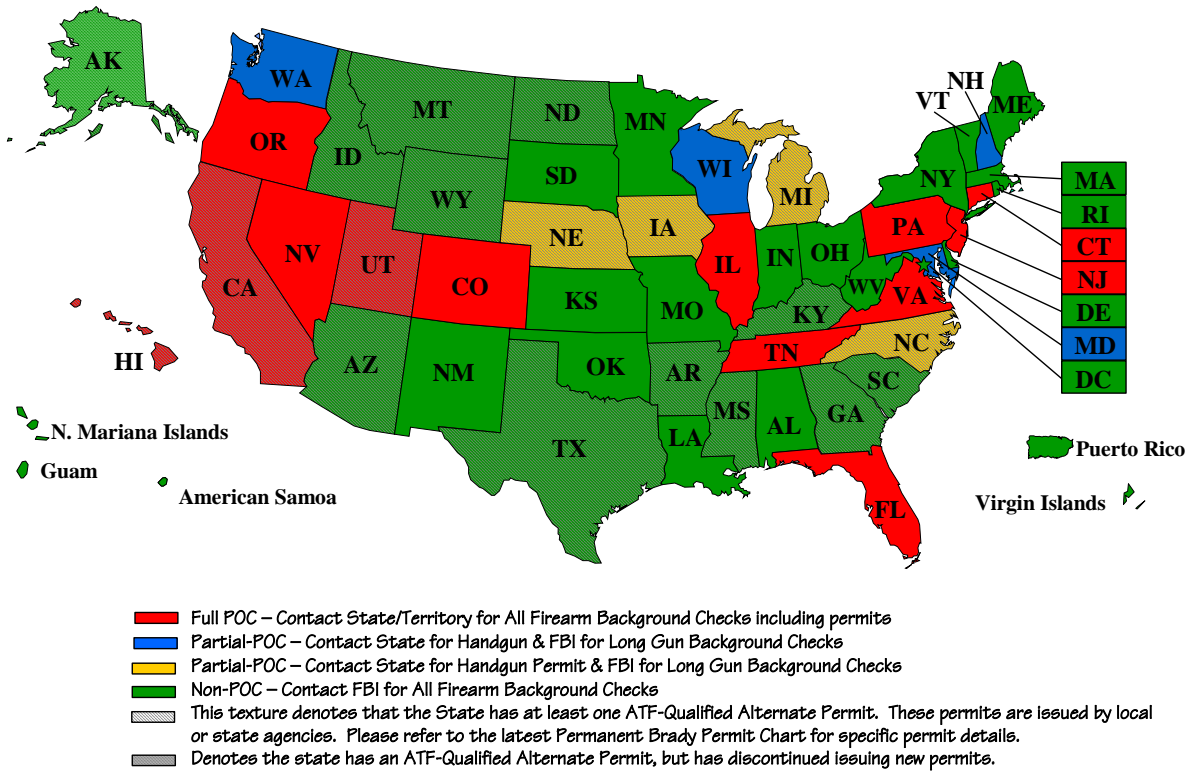 AK
WA
MT
ND
MN
VT
NH
ME
OR
ID
SD
WI
MI
NY
MA
WY
RI
NE
IA
PA
CT
NV
UT
CO
IL
IN
OH
NJ
CA
KS
MO
WV
VA
DE
KY
HI
TN
NC
MD
AZ
NM
OK
AR
SC
DC
MS
AL
GA
TX
LA
N. Mariana Islands
Guam
American Samoa
Puerto Rico
Virgin Islands
FL
Full POC – Contact State/Territory for All Firearm Background Checks including permits
Partial-POC – Contact State for Handgun & FBI for Long Gun Background Checks
Partial-POC – Contact State for Handgun Permit & FBI for Long Gun Background Checks
Non-POC – Contact FBI for All Firearm Background Checks
This texture denotes that the State has at least one ATF-Qualified Alternate Permit. These permits are issued by local
or state agencies. Please refer to the latest Permanent Brady Permit Chart for specific permit details.
Denotes the state has an ATF-Qualified Alternate Permit, but has discontinued issuing new permits.